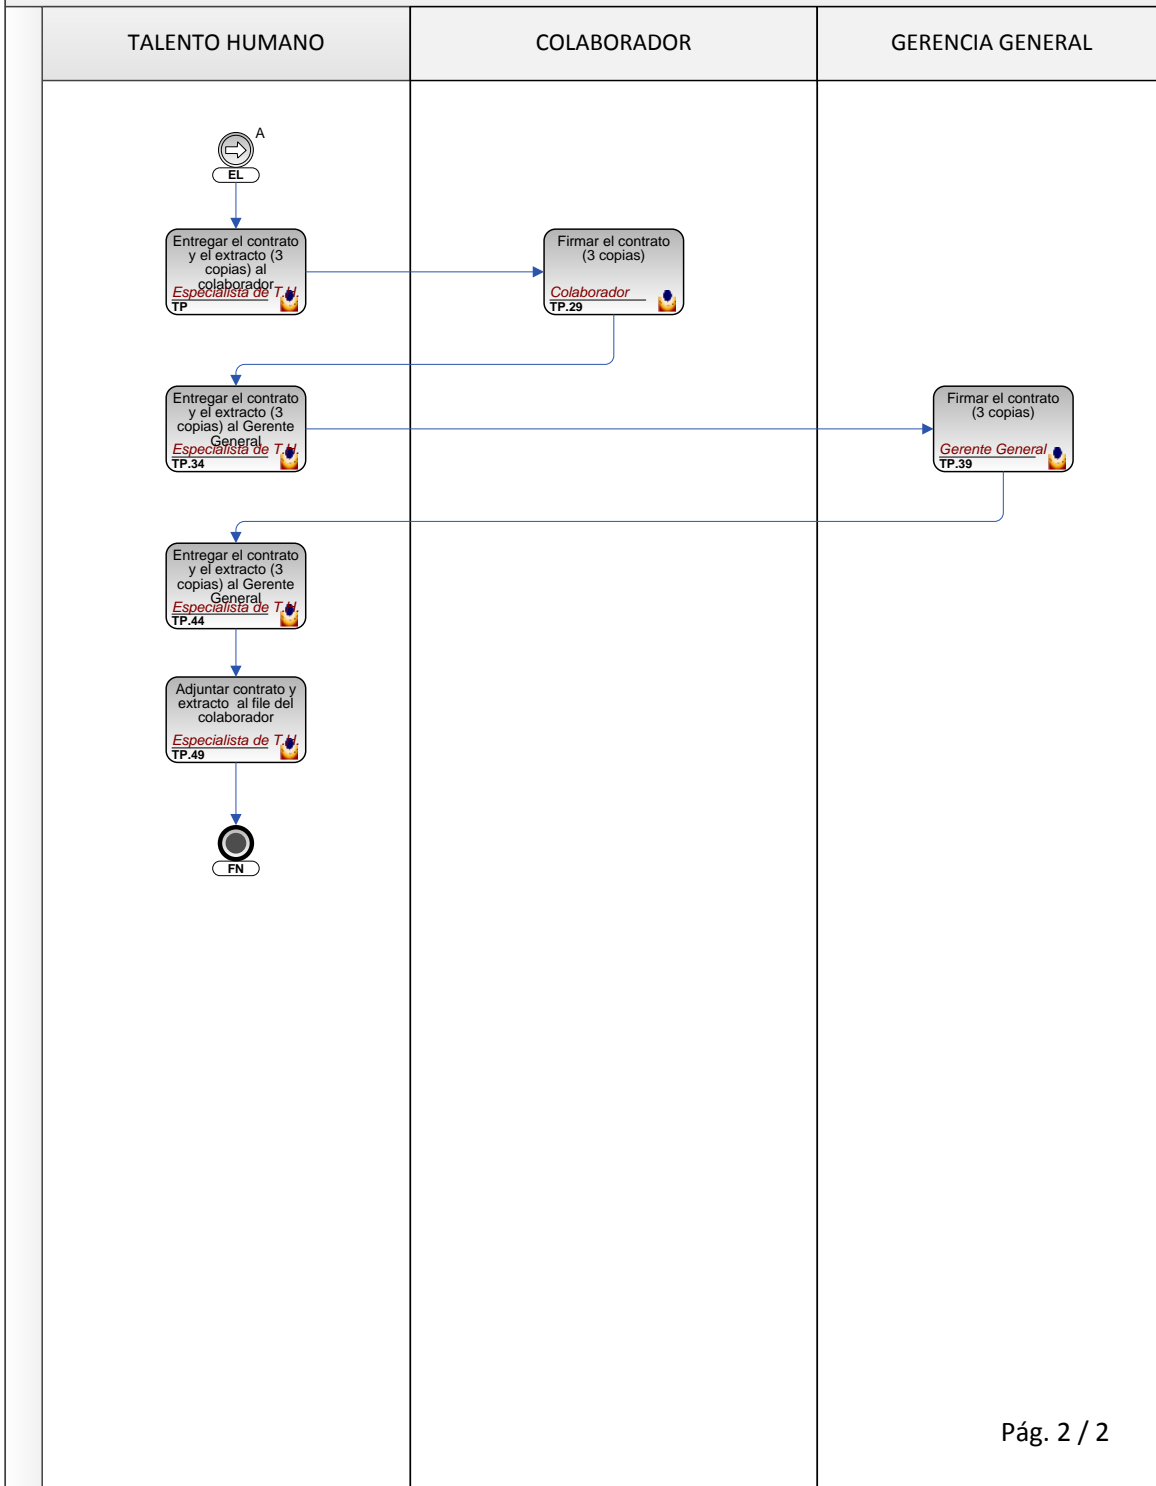 TALENTO HUMANO
COLABORADOR
GERENCIA GENERAL
A
EL
Entregar el contrato
y el extracto (3
copias) al
colaborador
Especialista de T.H.
TP
Firmar el contrato
(3 copias)
Colaborador
TP.29
Entregar el contrato
y el extracto (3
copias) al Gerente
General
Especialista de T.H.
TP.34
Firmar el contrato
(3 copias)
Gerente General
TP.39
Entregar el contrato
y el extracto (3
copias) al Gerente
General
Especialista de T.H.
TP.44
Adjuntar contrato y
extracto  al file del
colaborador
Especialista de T.H.
TP.49
FN
Pág. 2 / 2